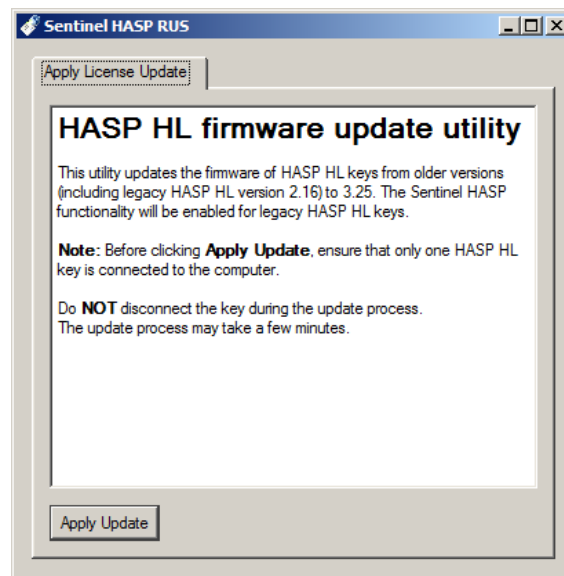 Sentinel HASP RUS
Apply License Update
HASP HL firmware update utility
This utility updates the firmware of HASP HL keys from older versions
(including legacy HASP HL version 2.16) to 3.25. The Sentinel HASP
functionality will be enabled for legacy HASP HL keys.
Note: Before clicking Apply Update, ensure that only one HASP HL
key is connected to the computer.
Do NOT disconnect the key during the update process.
The update process may take a few minutes.
Apply Update